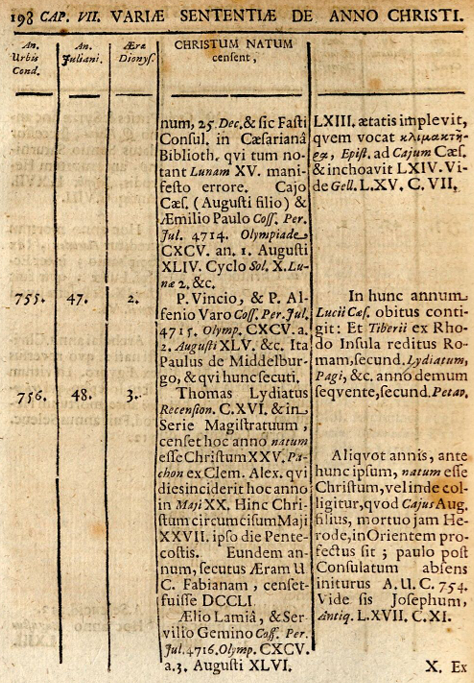 198 CAP. VII. VARIÆ SENTENTIÆ DE ANNO CHRISTI.
An.
Urbis
Cond.
An.
Juliani.
Æræ
Dionys.
CHRISTUM NATUM
censent,
num, 25 Dec. & sic Fasti
Consul. in Cæsarianâ
Biblioth. qvi tum no-
tant Lunam XV. mani-
festo errore. Cajo
Cæs. (Augusti filio) &
Æmilio Paulo Coss. Per.
Jul. 4714. Olympiade
CXCV. an. 1. Augusti
XLIV. Cyclo Sol. X. Lu-
næ 2. &c.
755. 47. 2.
P. Vincio, & P. Al-
fenio Varo Coss. Per. Jul.
4715. Olymp. CXCV. a.
2. Augusti XLV. &c. Ita
Paulus de Middelbur-
go, & qvi hunc secuti.
756. 48. 3.
Thomas Lydiatus
Recension. C. XVI. & in
Serie Magistratuum,
censet hoc anno natum
esse Christum XXV. Pa-
chon ex Clem. Alex. qvi
dies inciderit hoc anno
in Maji XX. Hinc Chri-
stum circumcisum Maji
XXVII. ipso die Pente-
costis. Eundem an-
num, secutus Æram U
C. Fabianam, censet
fuisse DCCLI.
Ælio Lamiâ, & Ser-
vilio Gemino Coss. Per.
Jul. 4716. Olymp. CXCV.
a. 3. Augusti XLVI.
LXIII. ætatis implevit,
qvem vocat κλιμακτῆ-
Epist. ad Cajum Cæs.
& inchoavit LXIV. Vi-
de Gell. L. XV. C. VII.
In hunc annum
Lucii Cæs. obitus conti-
git: Et Tiberii ex Rho-
do Insula reditus Ro-
mam, secund. Lydiatum,
Pagi, &c. anno demum
seqvente, secund. Petav.
Aliqvot annis, ante
hunc ipsum, natum esse
Christum, vel inde col-
ligitur, qvod Cajus Aug.
filius, mortuo jam He-
rode, in Orientem pro-
fectus sit; paulo post
Consulatum absens
initurus A. U. C. 754.
Vide sis Josephum,
Antiq. L. XVII. C. XI.
X. Ex